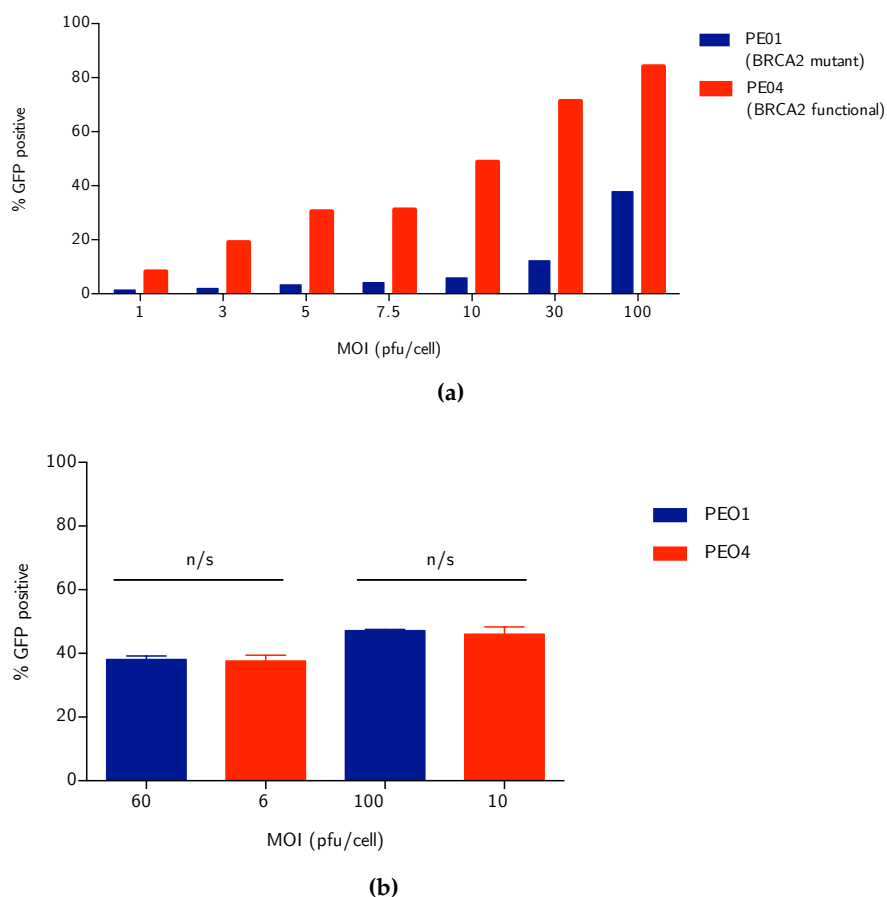 100
80
60
40
20
0
% GFP positive
1 3 5 7.5 10 30 100
MOI (pfu/cell)
PE01
(BRCA2 mutant)
PE04
(BRCA2 functional)
(a)
100
80
60
40
20
0
% GFP positive
n/s n/s
60 6 100 10
MOI (pfu/cell)
PEO1
PEO4
(b)